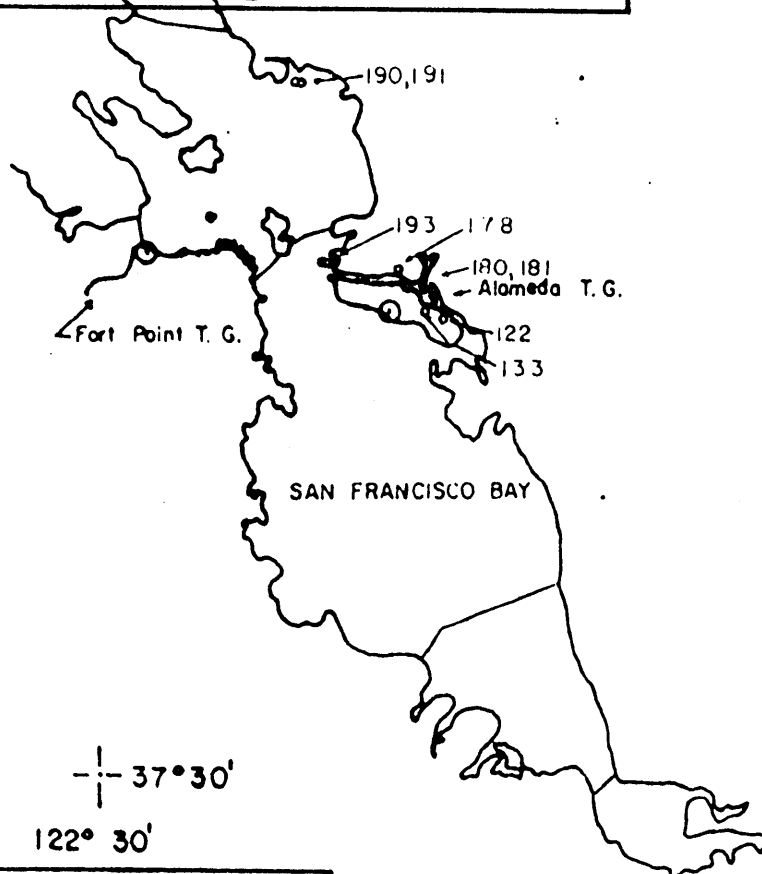 190,191
193
178
180,181
Alameda T. G.
Fort Point T. G.
122
133
SAN FRANCISCO BAY
37° 30'
122° 30'